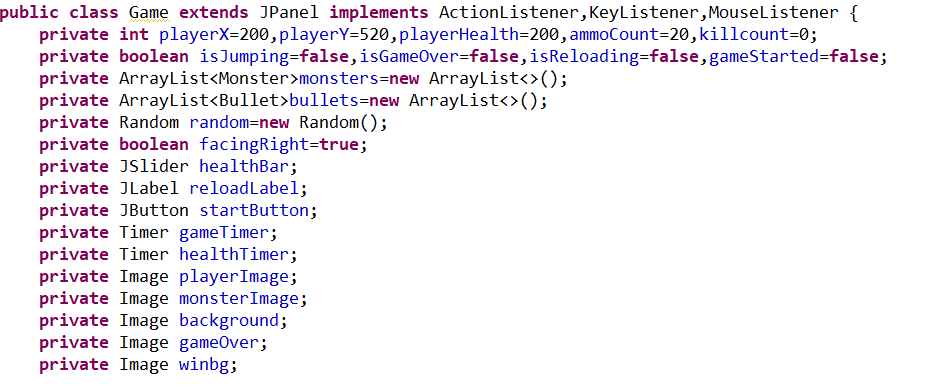 public class Game extends JPanel implements ActionListener,KeyListener,MouseListener {
    private int playerX=200,playerY=520,playerHealth=200,ammoCount=20,killcount=0;
    private boolean isJumping=false,isGameOver=false,isReloading=false,gameStarted=false;
    private ArrayList<Monster>monsters=new ArrayList<>();
    private ArrayList<Bullet>bullets=new ArrayList<>();
    private Random random=new Random();
    private boolean facingRight=true;
    private JSlider healthBar;
    private JLabel reloadLabel;
    private JButton startButton;
    private Timer gameTimer;
    private Timer healthTimer;
    private Image playerImage;
    private Image monsterImage;
    private Image background;
    private Image gameOver;
    private Image winbg;